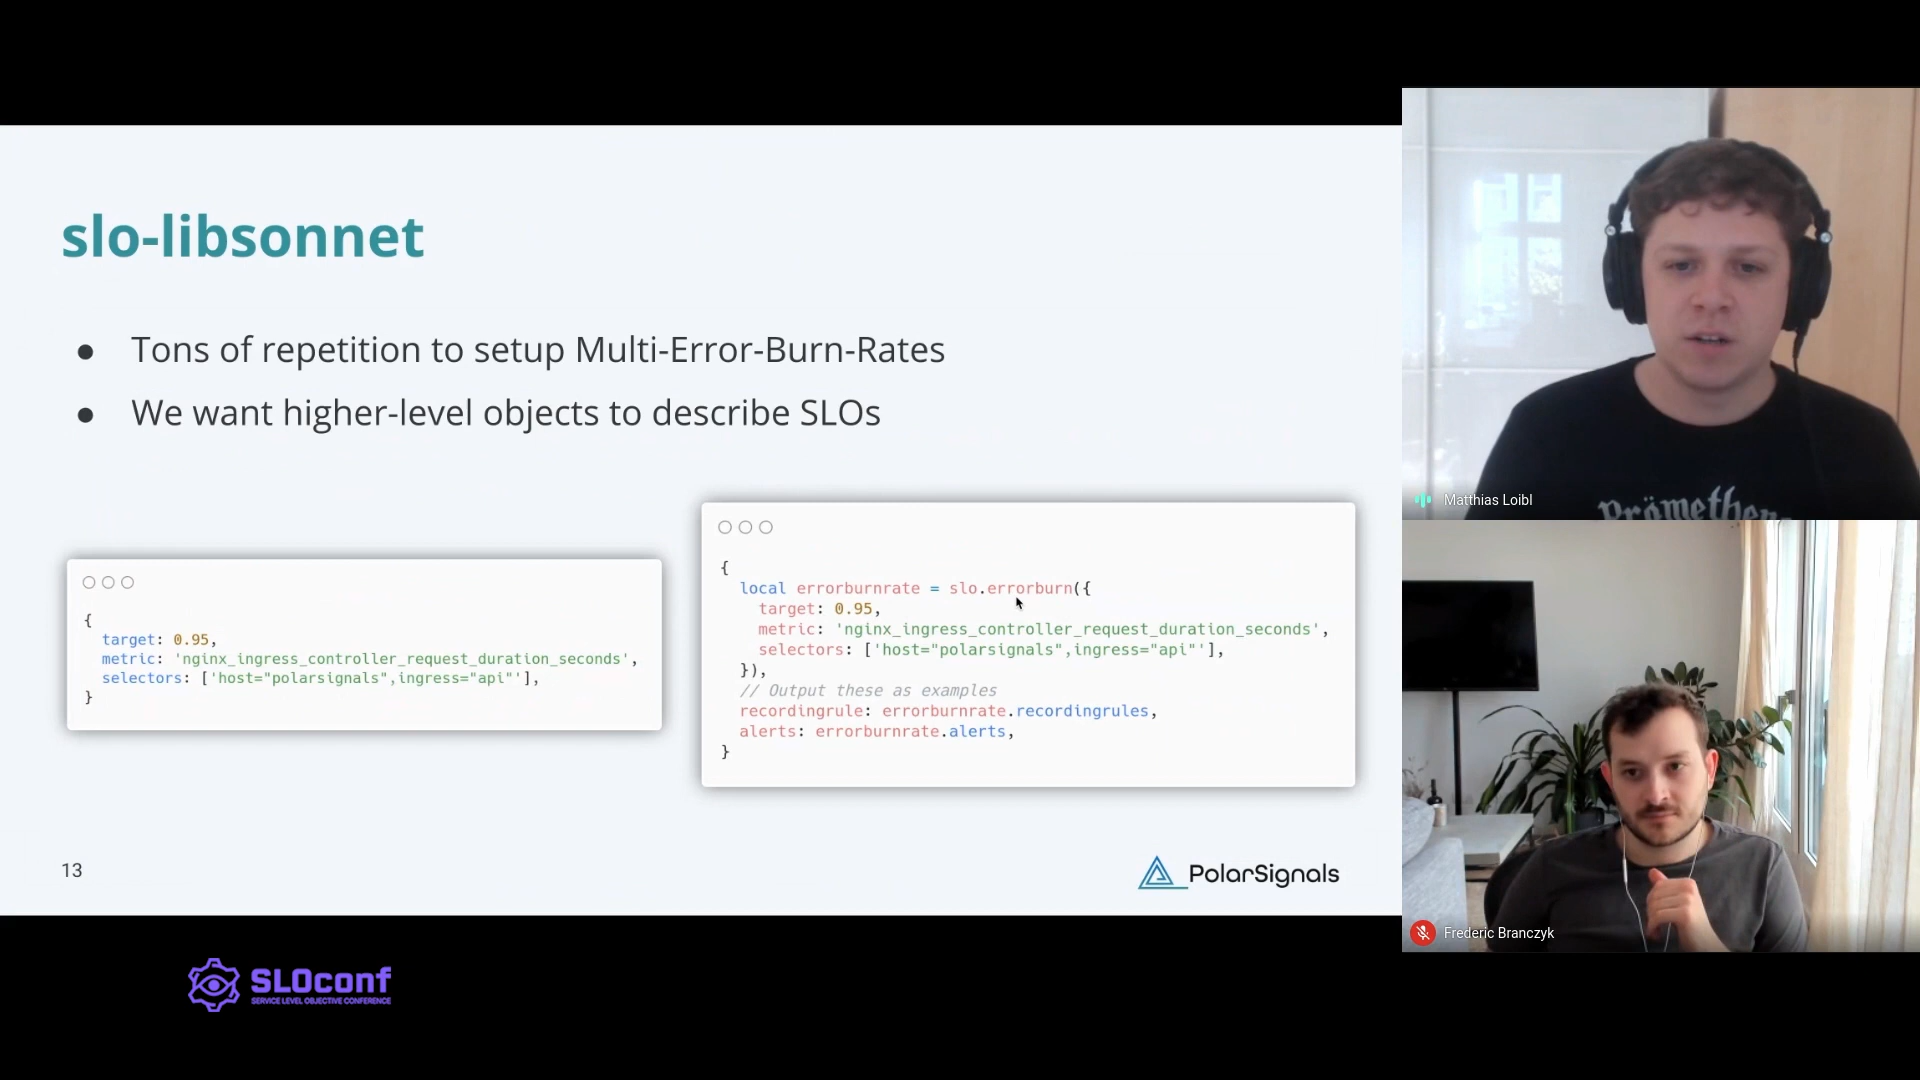 slo-libsonnet
● Tons of repetition to setup Multi-Error-Burn-Rates
● We want higher-level objects to describe SLOs
{
  target: 0.95,
  metric: 'nginx_ingress_controller_request_duration_seconds',
  selectors: ['host="polarsignals",ingress="api"'],
}
{
  local errorburnrate = slo.errorburn({
    target: 0.95,
    metric: 'nginx_ingress_controller_request_duration_seconds',
    selectors: ['host="polarsignals",ingress="api"'],
  }),
  // Output these as examples
  recordingrule: errorburnrate.recordingrules,
  alerts: errorburnrate.alerts,
}
13
PolarSignals
SLOconf
SERVICE LEVEL OBJECTIVE CONFERENCE
Matthias Loibl
Frederic Branczyk